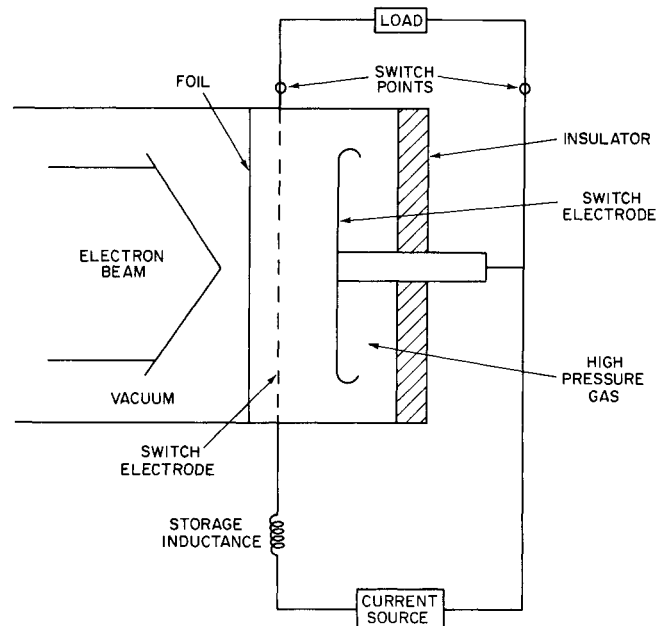 LOAD
FOIL
SWITCH
POINTS
INSULATOR
SWITCH
ELECTRODE
ELECTRON
BEAM
HIGH
PRESSURE
GAS
VACUUM
SWITCH
ELECTRODE
STORAGE
INDUCTANCE
CURRENT
SOURCE